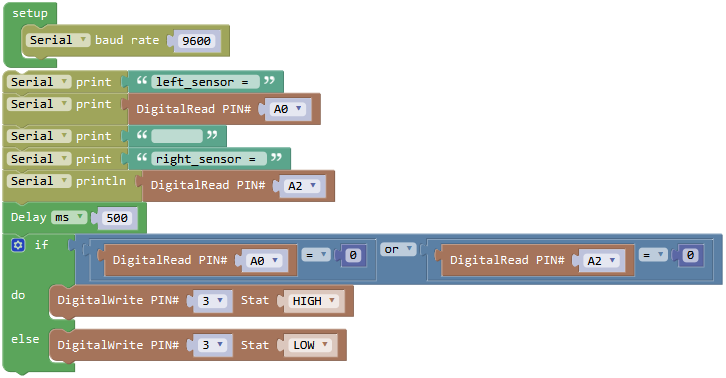 setup
Serial baud rate 9600
Serial print “ left_sensor = ”
Serial print DigitalRead PIN# A0
Serial print “ ”
Serial print “ right_sensor = ”
Serial println DigitalRead PIN# A2
Delay ms 500
if DigitalRead PIN# A0 = 0 or DigitalRead PIN# A2 = 0
do DigitalWrite PIN# 3 Stat HIGH
else DigitalWrite PIN# 3 Stat LOW